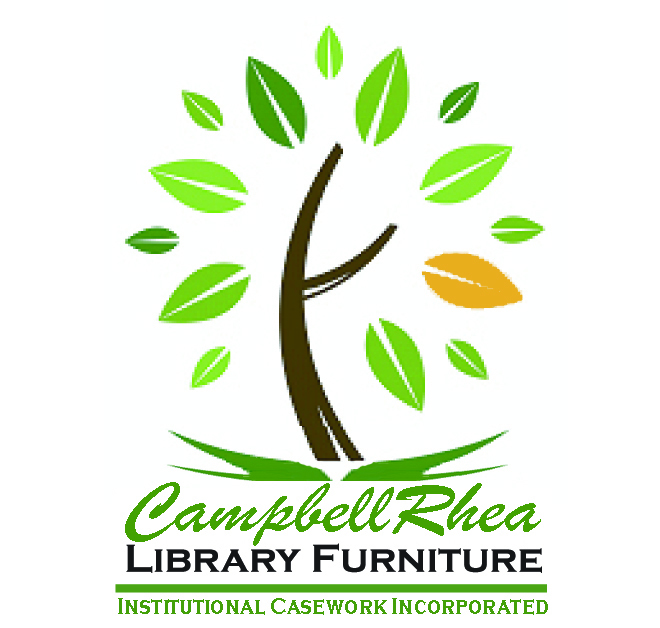 CampbellRhea
LIBRARY FURNITURE
INSTITUTIONAL CASEWORK INCORPORATED